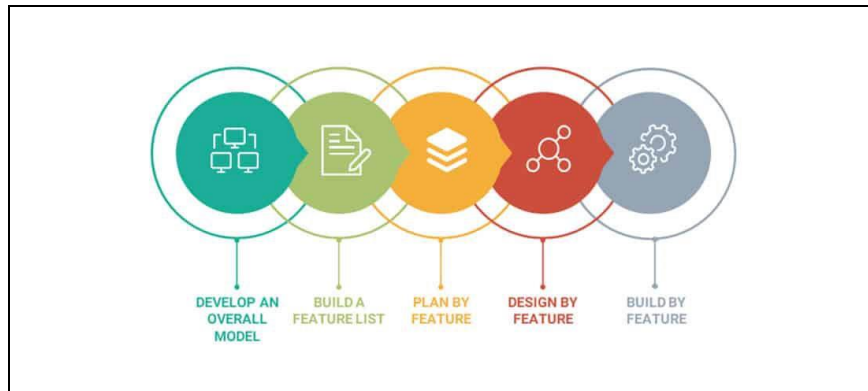 DEVELOP AN
OVERALL
MODEL
BUILD A
FEATURE LIST
PLAN BY
FEATURE
DESIGN BY
FEATURE
BUILD BY
FEATURE